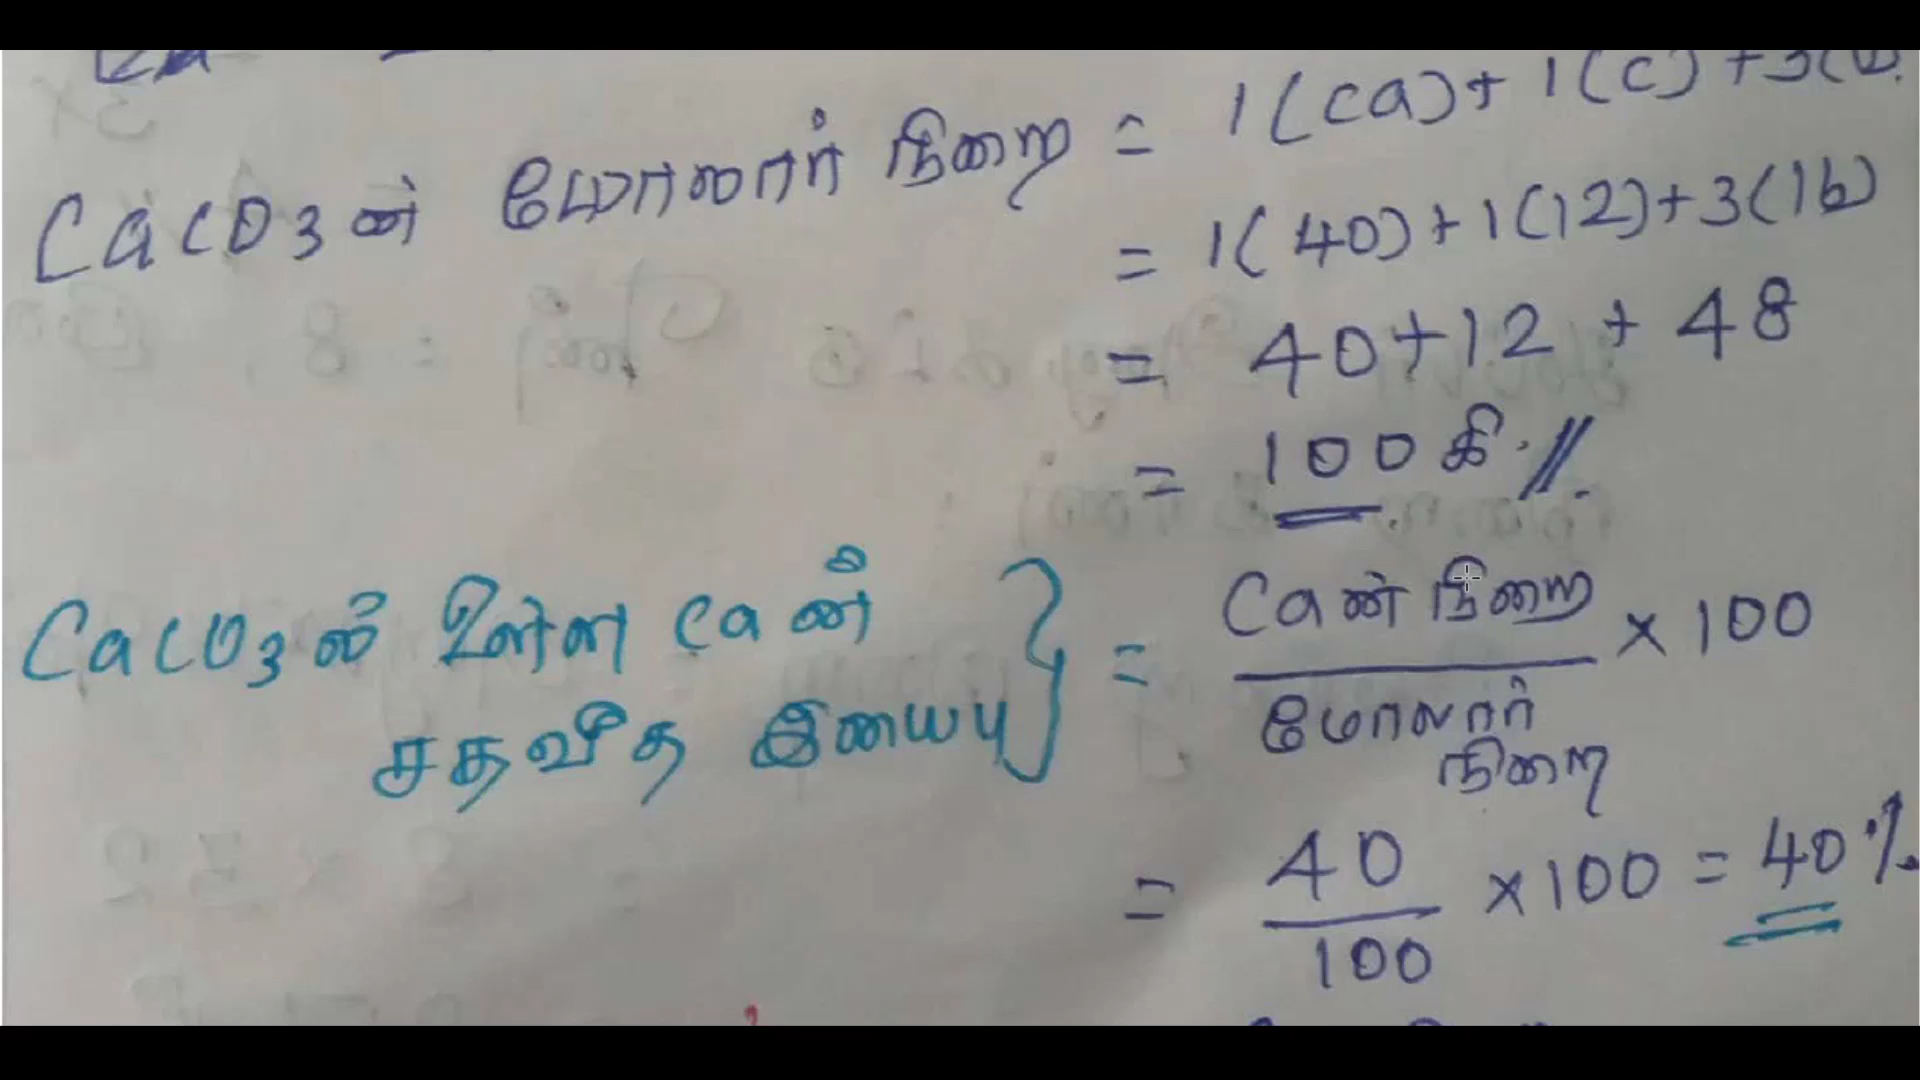 CaCO3ன் மோலார் நிறை = 1(Ca)+1(C)+3(
= 1(40)+1(12)+3(16)
= 40+12+48
= 100கி.//.
CaCO3ல் உள்ள Caன் சதவீத இயைபு } = Caன் நிறை / மோலார் நிறை × 100
= 40/100 ×100 = 40%